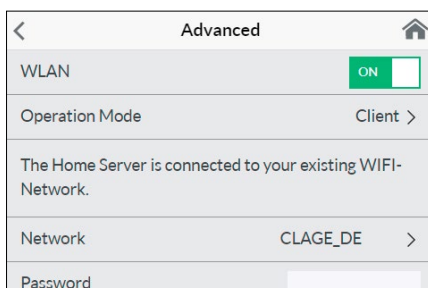 Advanced
WLAN ON
Operation Mode Client
The Home Server is connected to your existing WIFI-
Network.
Network CLAGE_DE
Password